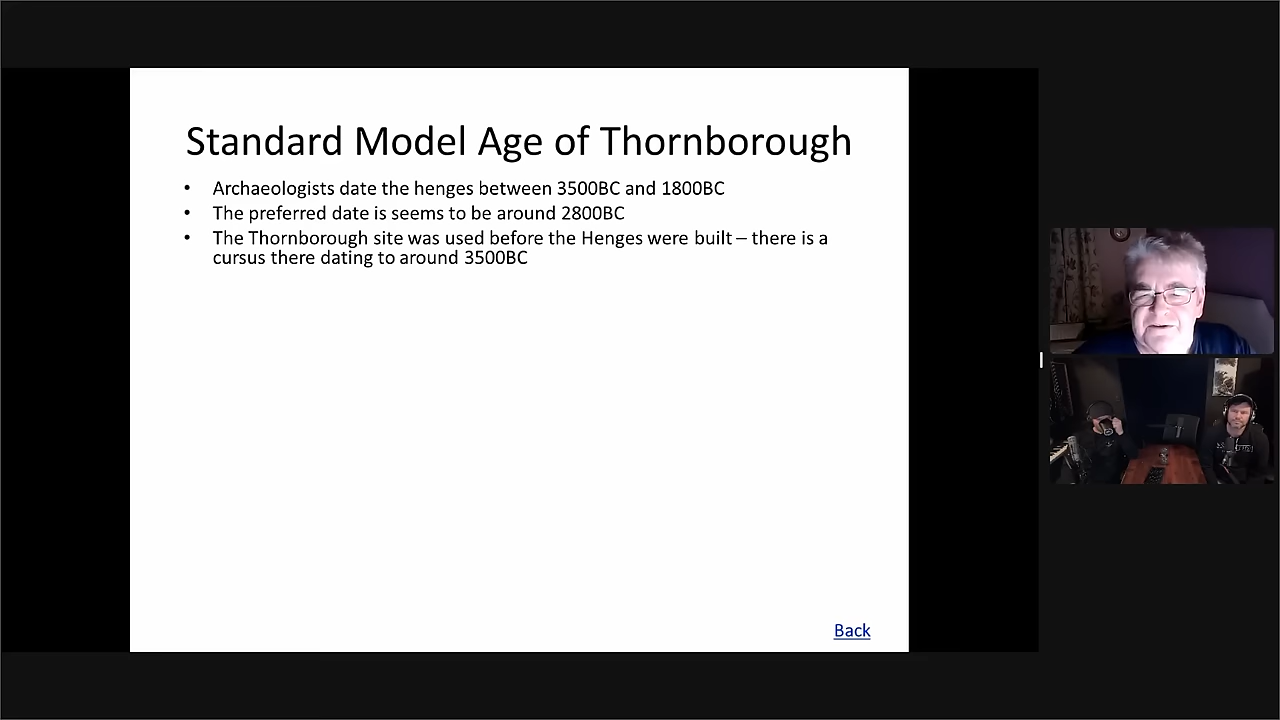 Standard Model Age of Thornborough
• Archaeologists date the henges between 3500BC and 1800BC
• The preferred date is seems to be around 2800BC
• The Thornborough site was used before the Henges were built – there is a
cursus there dating to around 3500BC
Back